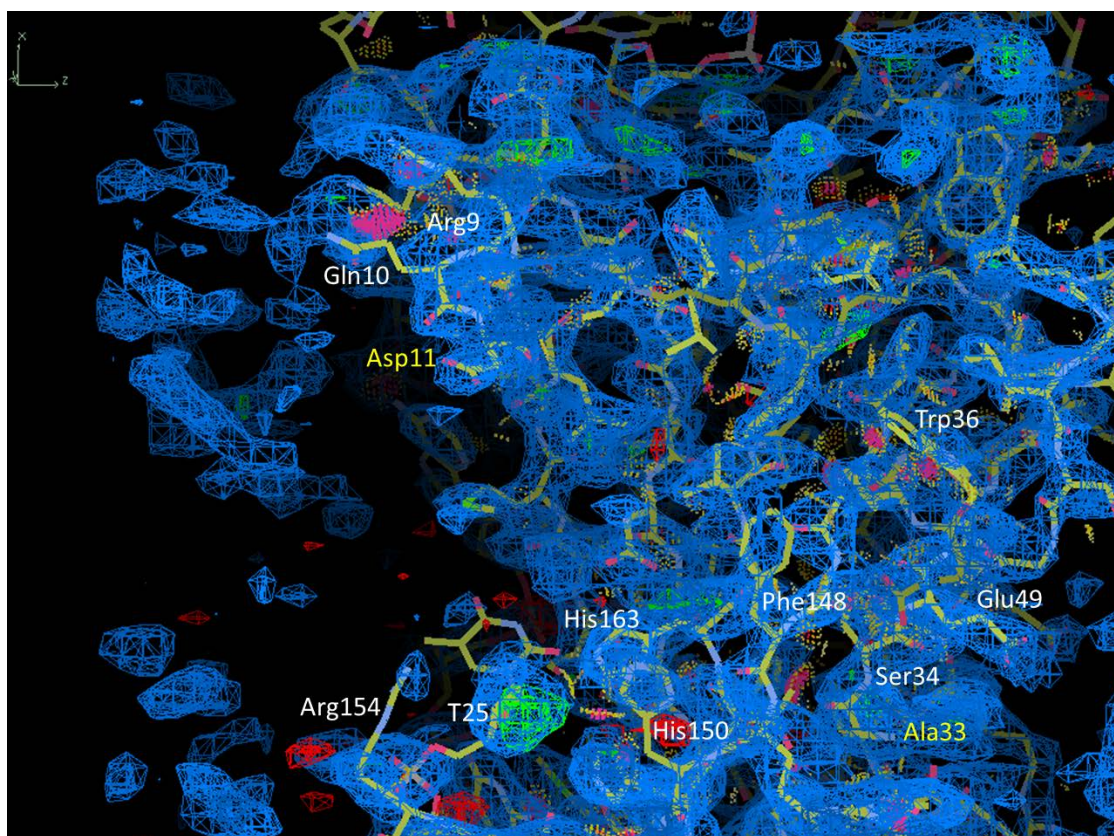 x
z
Arg9
Gln10
Asp11
Trp36
His163
Phe148
Glu49
Arg154
T25
His150
Ser34
Ala33